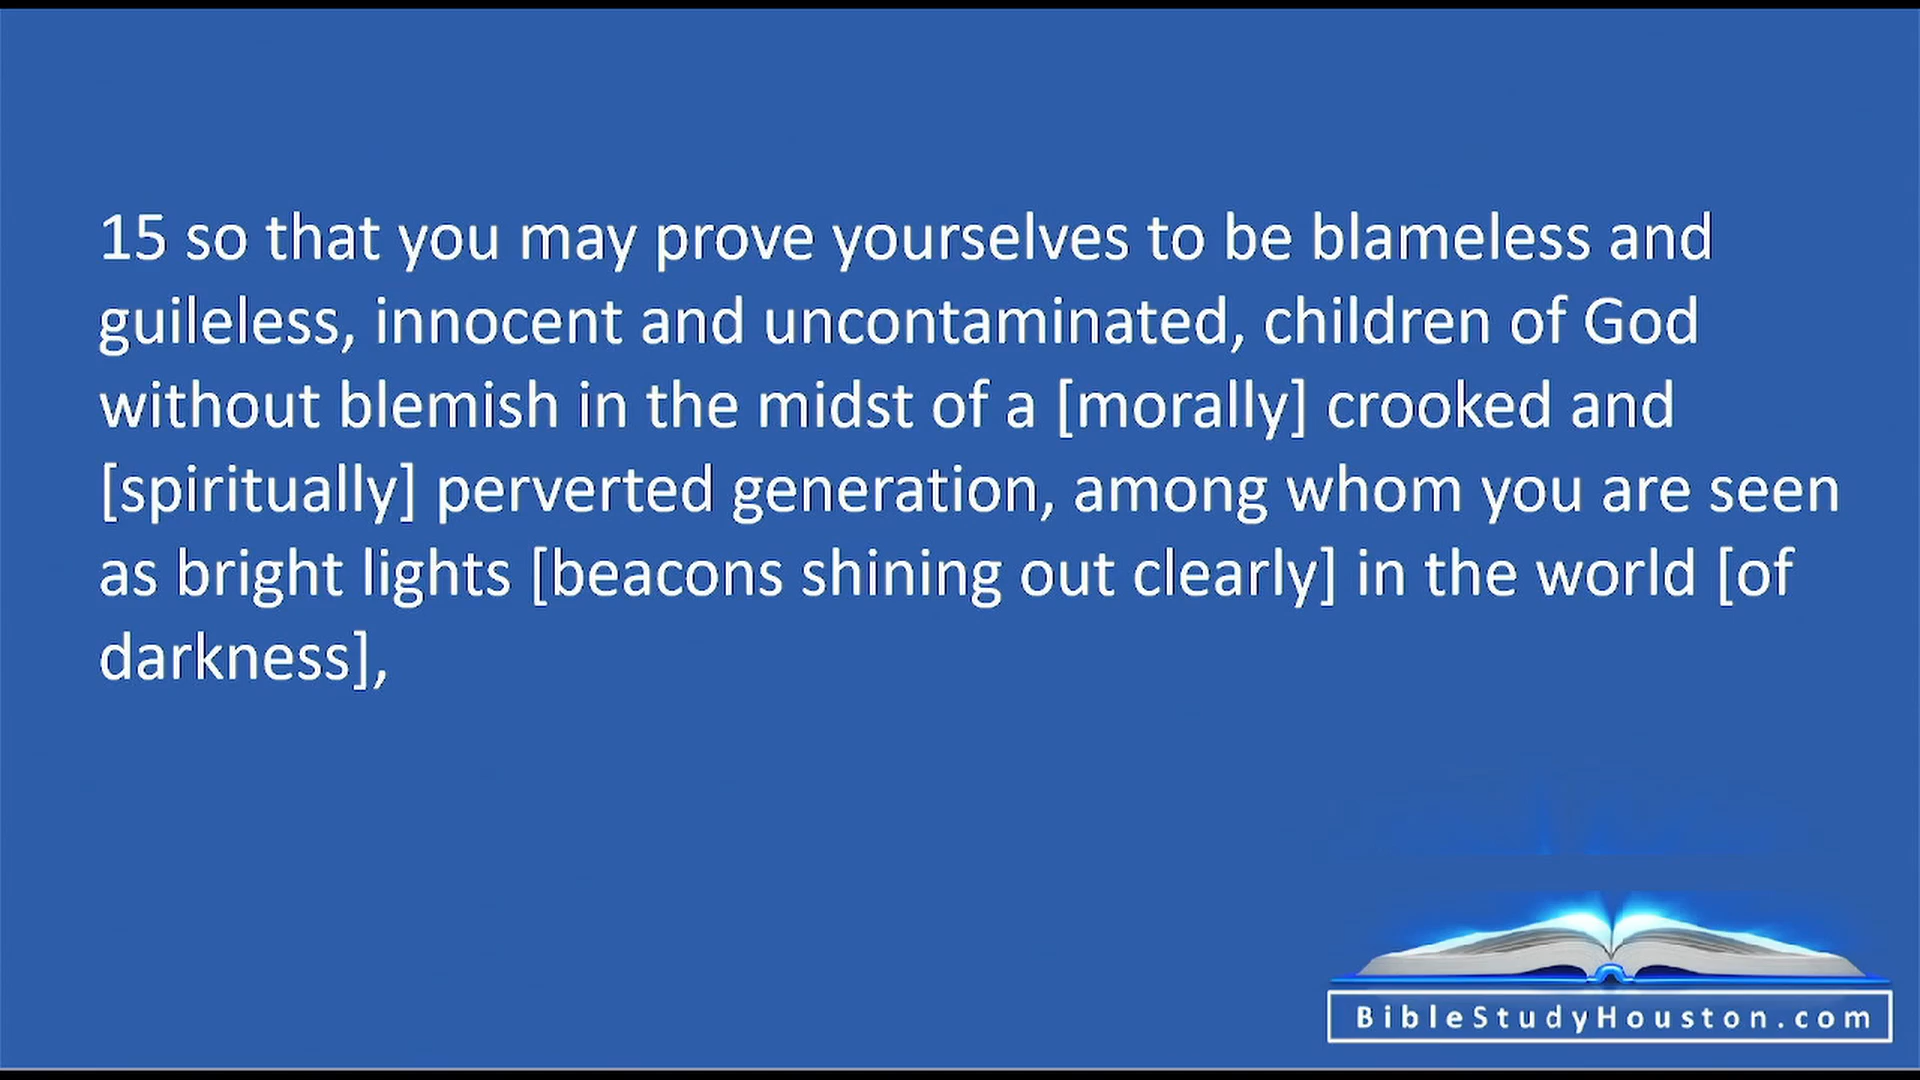 15 so that you may prove yourselves to be blameless and
guileless, innocent and uncontaminated, children of God
without blemish in the midst of a [morally] crooked and
[spiritually] perverted generation, among whom you are seen
as bright lights [beacons shining out clearly] in the world [of
darkness],
BibleStudyHouston.com